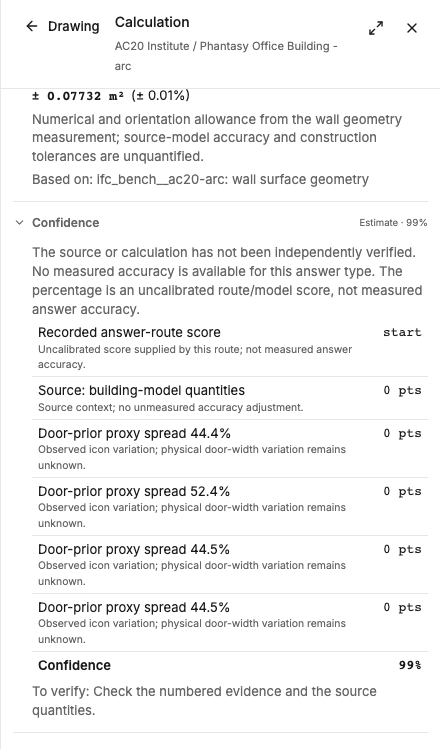 Drawing
Calculation
AC20 Institute / Phantasy Office Building -
arc
± 0.07732 m² (± 0.01%)
Numerical and orientation allowance from the wall geometry
measurement; source-model accuracy and construction
tolerances are unquantified.
Based on: ifc_bench__ac20-arc: wall surface geometry
Confidence
Estimate · 99%
The source or calculation has not been independently verified.
No measured accuracy is available for this answer type. The
percentage is an uncalibrated route/model score, not measured
answer accuracy.
Recorded answer-route score
start
Uncalibrated score supplied by this route; not measured answer
accuracy.
Source: building-model quantities
0 pts
Source context; no unmeasured accuracy adjustment.
Door-prior proxy spread 44.4%
0 pts
Observed icon variation; physical door-width variation remains
unknown.
Door-prior proxy spread 52.4%
0 pts
Observed icon variation; physical door-width variation remains
unknown.
Door-prior proxy spread 44.5%
0 pts
Observed icon variation; physical door-width variation remains
unknown.
Door-prior proxy spread 44.5%
0 pts
Observed icon variation; physical door-width variation remains
unknown.
Confidence
99%
To verify: Check the numbered evidence and the source
quantities.